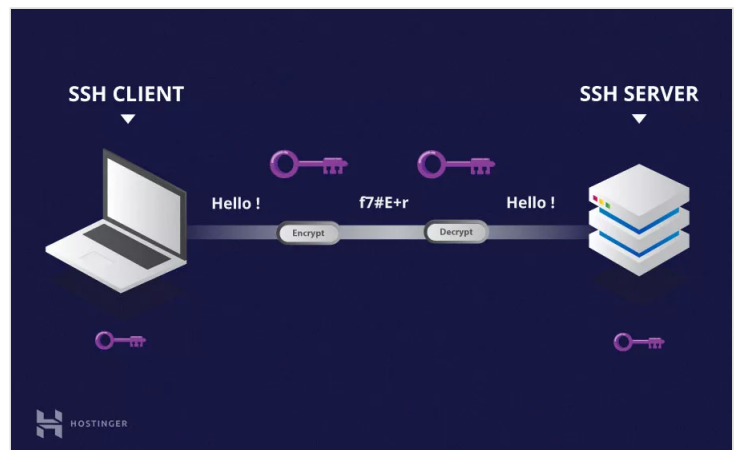 SSH CLIENT
SSH SERVER
Hello !
f7#E+r
Hello !
Encrypt
Decrypt
HOSTINGER